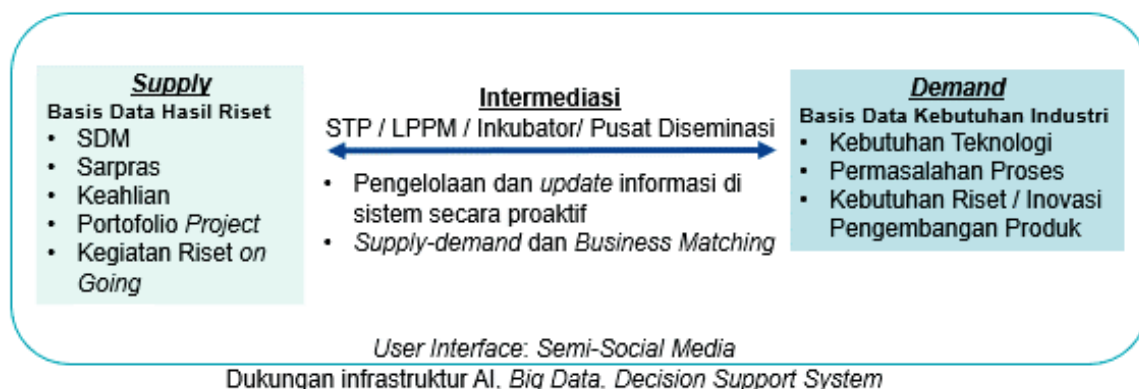 Supply
Basis Data Hasil Riset
• SDM
• Sarpras
• Keahlian
• Portofolio Project
• Kegiatan Riset on
Going
Intermediasi
STP / LPPM / Inkubator/ Pusat Diseminasi
• Pengelolaan dan update informasi di
sistem secara proaktif
• Supply-demand dan Business Matching
Demand
Basis Data Kebutuhan Industri
• Kebutuhan Teknologi
• Permasalahan Proses
• Kebutuhan Riset / Inovasi
Pengembangan Produk
User Interface: Semi-Social Media
Dukungan infrastruktur AI, Big Data, Decision Support System